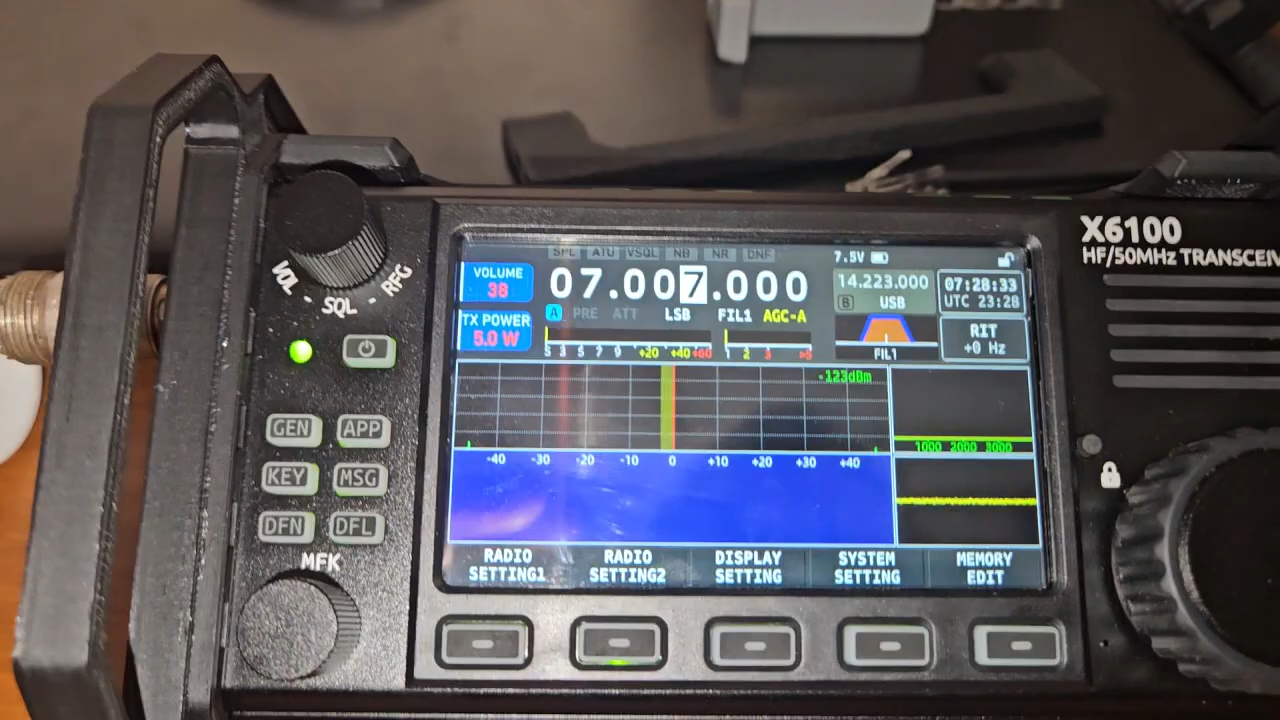 X6100
HF/50MHz TRANSCEIV
VOL - SQL - RFG
GEN APP
KEY MSG
DFN DFL
MFK
SPL ATU VSQL NB NR DNF
7.5V
VOLUME
38
07.007.000
14.223.000
B USB
07:28:33
UTC 23:28
TX POWER
5.0 W
A PRE ATT LSB FIL1 AGC-A
S 3 5 7 9 +20 +40 +60
1 2 3
FIL1
RIT
+0 Hz
-123dBm
1000 2000 3000
-40 -30 -20 -10 0 +10 +20 +30 +40
RADIO SETTING1
RADIO SETTING2
DISPLAY SETTING
SYSTEM SETTING
MEMORY EDIT